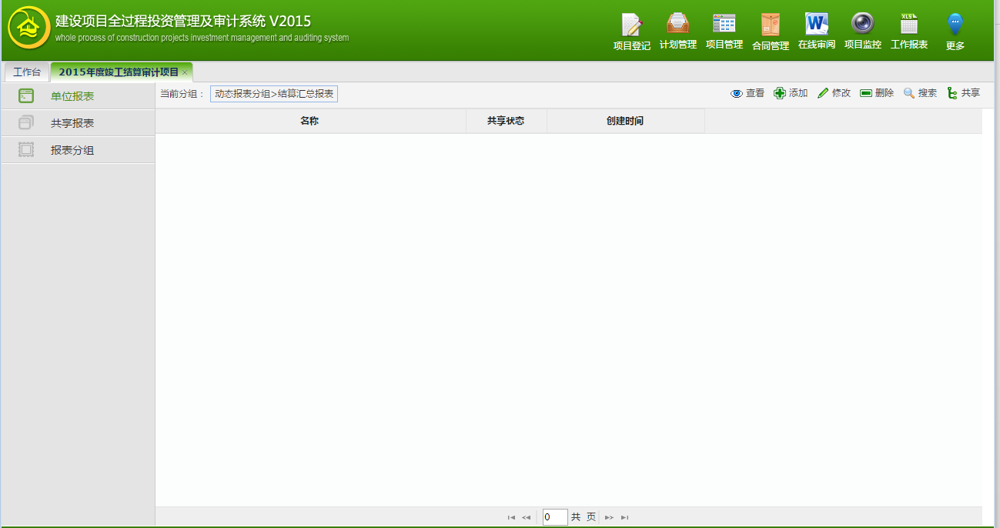 建设项目全过程投资管理及审计系统 V2015
whole process of construction projects investment management and auditing system
项目登记 计划管理 项目管理 合同管理 在线审阅 项目监控 工作报表 更多
工作台 2015年度竣工结算审计项目 ×
单位报表
共享报表
报表分组
当前分组： 动态报表分组>结算汇总报表 查看 添加 修改 删除 搜索 共享
名称 共享状态 创建时间
0 共 页